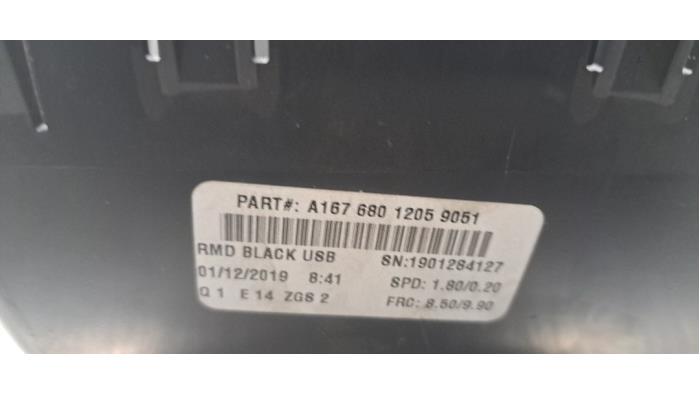 PART#: A167 680 1205 9051
RMD BLACK USB SN:1901284127
01/12/2019 8:41 SPD: 1.80/0.20
Q 1 E 14 ZGS 2 FRC: 8.50/9.90